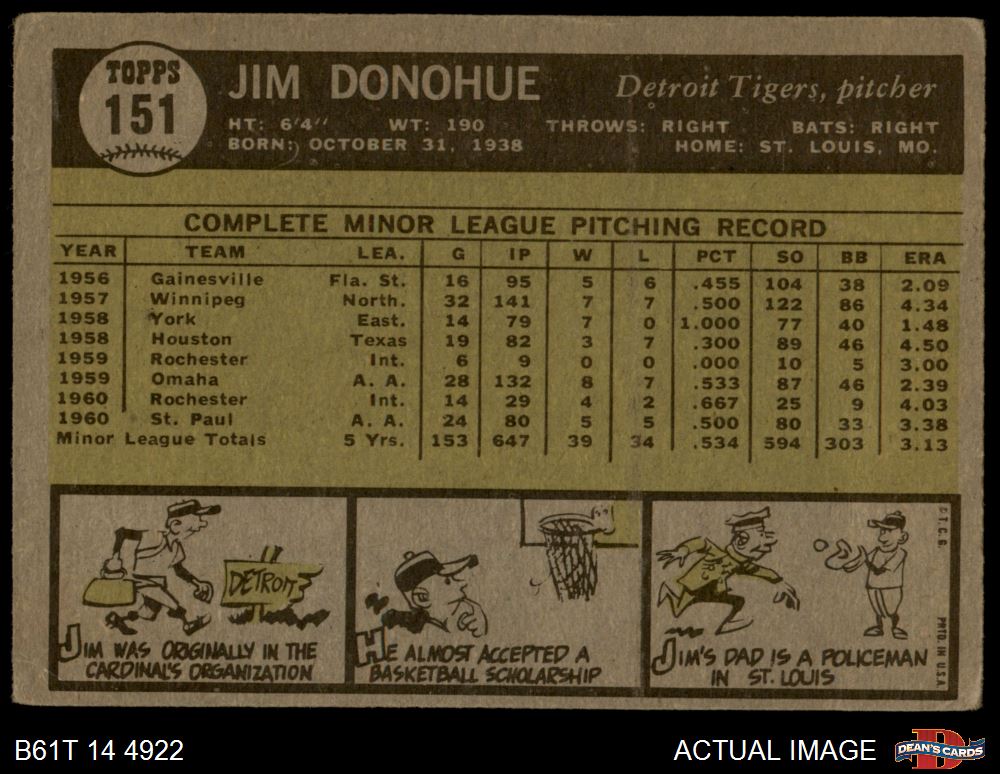 TOPPS
151
JIM DONOHUE
Detroit Tigers, pitcher
HT: 6'4" WT: 190 THROWS: RIGHT BATS: RIGHT
BORN: OCTOBER 31, 1938 HOME: ST. LOUIS, MO.
COMPLETE MINOR LEAGUE PITCHING RECORD
YEAR TEAM LEA. G IP W L PCT SO BB ERA
1956 Gainesville Fla. St. 16 95 5 6 .455 104 38 2.09
1957 Winnipeg North. 32 141 7 7 .500 122 86 4.34
1958 York East. 14 79 7 0 1.000 77 40 1.48
1958 Houston Texas 19 82 3 7 .300 89 46 4.50
1959 Rochester Int. 6 9 0 0 .000 10 5 3.00
1959 Omaha A. A. 28 132 8 7 .533 87 46 2.39
1960 Rochester Int. 14 29 4 2 .667 25 9 4.03
1960 St. Paul A. A. 24 80 5 5 .500 80 33 3.38
Minor League Totals 5 Yrs. 153 647 39 34 .534 594 303 3.13
DETROIT
JIM WAS ORIGINALLY IN THE
CARDINAL'S ORGANIZATION
HE ALMOST ACCEPTED A
BASKETBALL SCHOLARSHIP
JIM'S DAD IS A POLICEMAN
IN ST. LOUIS
© T. C. G.
PRTD. IN U.S.A.
B61T 14 4922
ACTUAL IMAGE
DEAN'S CARDS